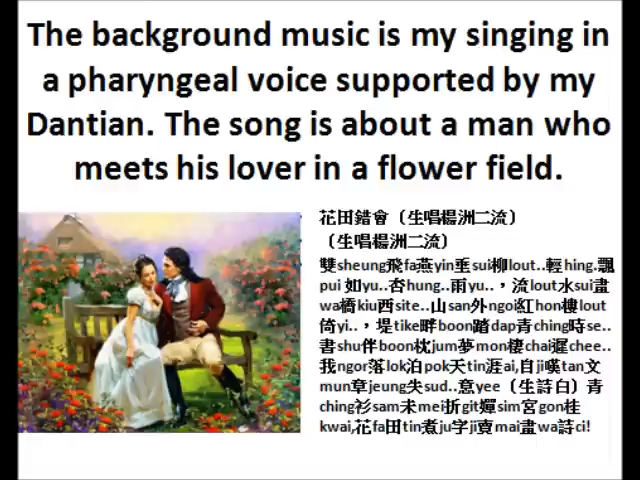 The background music is my singing in
a pharyngeal voice supported by my
Dantian. The song is about a man who
meets his lover in a flower field.
花田錯會〔生唱楊洲二流〕
〔生唱楊洲二流〕
雙sheung飛fa燕yin垂sui柳lout..輕hing.飄
pui 如yu..杏hung..雨yu..，流lout水sui畫
wa橋kiu西site..山san外ngoi紅hon樓lout
倚yi..，堤tike畔boon踏dap青ching時se..
書shu伴boon枕jum夢mon棲chai遲chee..
我ngor落lok泊pok天tin涯ai,自ji嘆tan文
mun章jeung失sud..意yee〔生詩白〕青
ching衫sam未mei折git嬋sim宮gon桂
kwai,花fa田tin煮ju字ji賣mai畫wa詩ci!